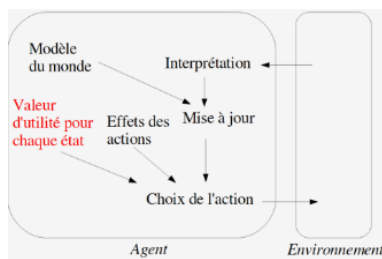 Modèle
du monde
Interprétation
Valeur
d'utilité pour
chaque état
Effets des
actions
Mise à jour
Choix de l'action
Agent
Environnement